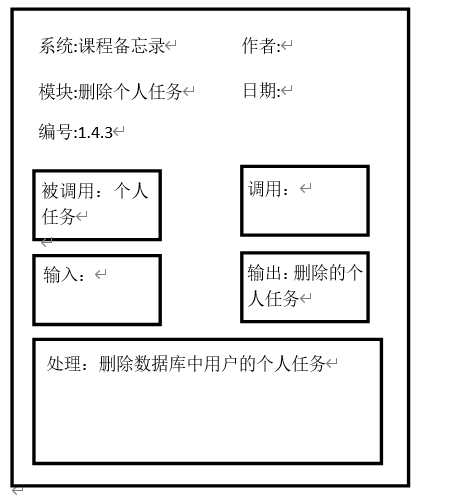 系统:课程备忘录 作者:
模块:删除个人任务 日期:
编号:1.4.3
被调用：个人
任务
调用：
输入：
输出：删除的个
人任务
处理：删除数据库中用户的个人任务